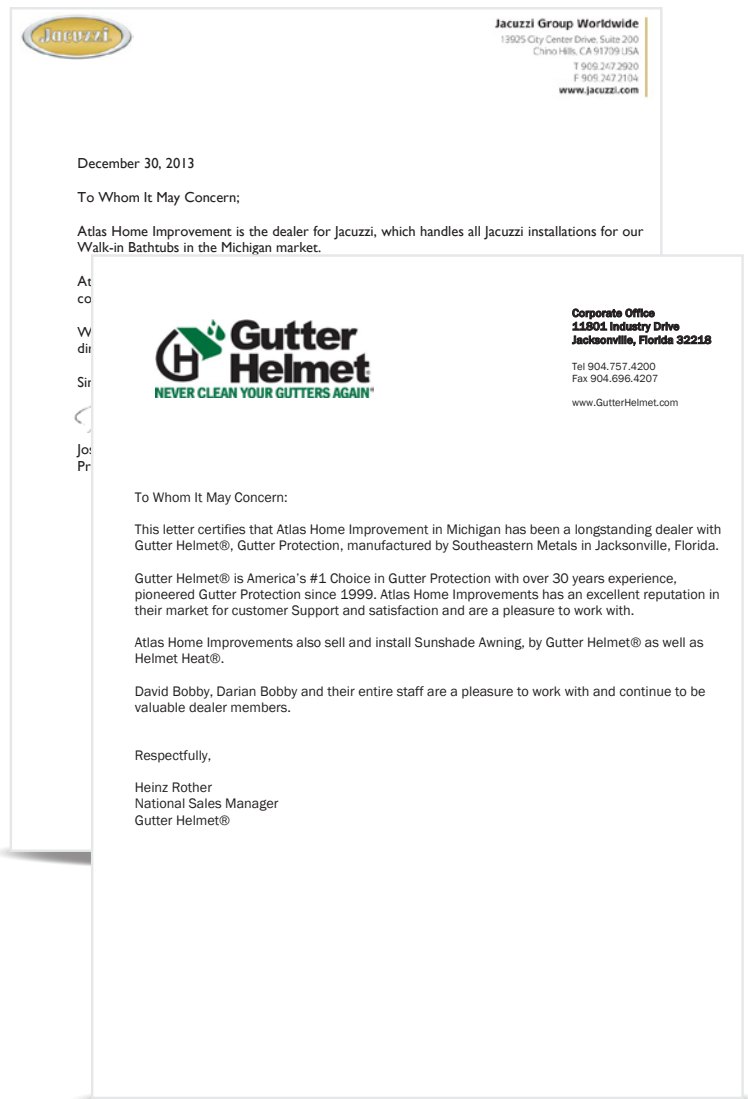 Jacuzzi
Jacuzzi Group Worldwide
13925 City Center Drive, Suite 200
Chino Hills, CA 91709 USA
T 909.247.2920
F 909.247.2104
www.jacuzzi.com
December 30, 2013
To Whom It May Concern;
Atlas Home Improvement is the dealer for Jacuzzi, which handles all Jacuzzi installations for our
Walk-in Bathtubs in the Michigan market.
Gutter
Helmet
NEVER CLEAN YOUR GUTTERS AGAIN®
Corporate Office
11801 Industry Drive
Jacksonville, Florida 32218
Tel 904.757.4200
Fax 904.696.4207
www.GutterHelmet.com
To Whom It May Concern:
This letter certifies that Atlas Home Improvement in Michigan has been a longstanding dealer with
Gutter Helmet®, Gutter Protection, manufactured by Southeastern Metals in Jacksonville, Florida.
Gutter Helmet® is America's #1 Choice in Gutter Protection with over 30 years experience,
pioneered Gutter Protection since 1999. Atlas Home Improvements has an excellent reputation in
their market for customer Support and satisfaction and are a pleasure to work with.
Atlas Home Improvements also sell and install Sunshade Awning, by Gutter Helmet® as well as
Helmet Heat®.
David Bobby, Darian Bobby and their entire staff are a pleasure to work with and continue to be
valuable dealer members.
Respectfully,
Heinz Rother
National Sales Manager
Gutter Helmet®